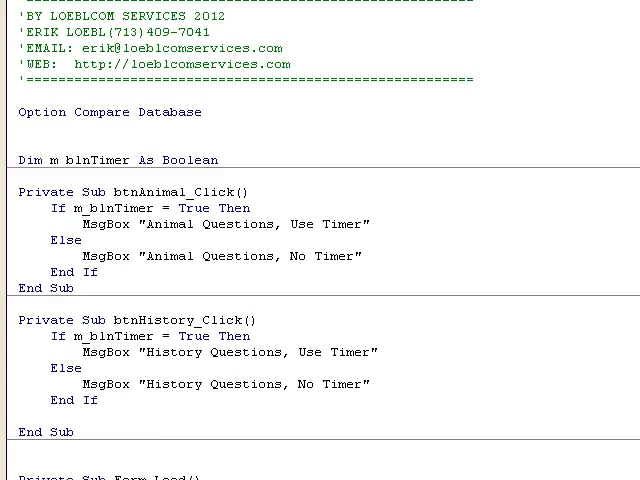 '========================================================
'BY LOEBLCOM SERVICES 2012
'ERIK LOEBL(713)409-7041
'EMAIL: erik@loeblcomservices.com
'WEB:  http://loeblcomservices.com
'========================================================
Option Compare Database
Dim m_blnTimer As Boolean
Private Sub btnAnimal_Click()
    If m_blnTimer = True Then
        MsgBox "Animal Questions, Use Timer"
    Else
        MsgBox "Animal Questions, No Timer"
    End If
End Sub
Private Sub btnHistory_Click()
    If m_blnTimer = True Then
        MsgBox "History Questions, Use Timer"
    Else
        MsgBox "History Questions, No Timer"
    End If
End Sub
Private Sub Form_Load()